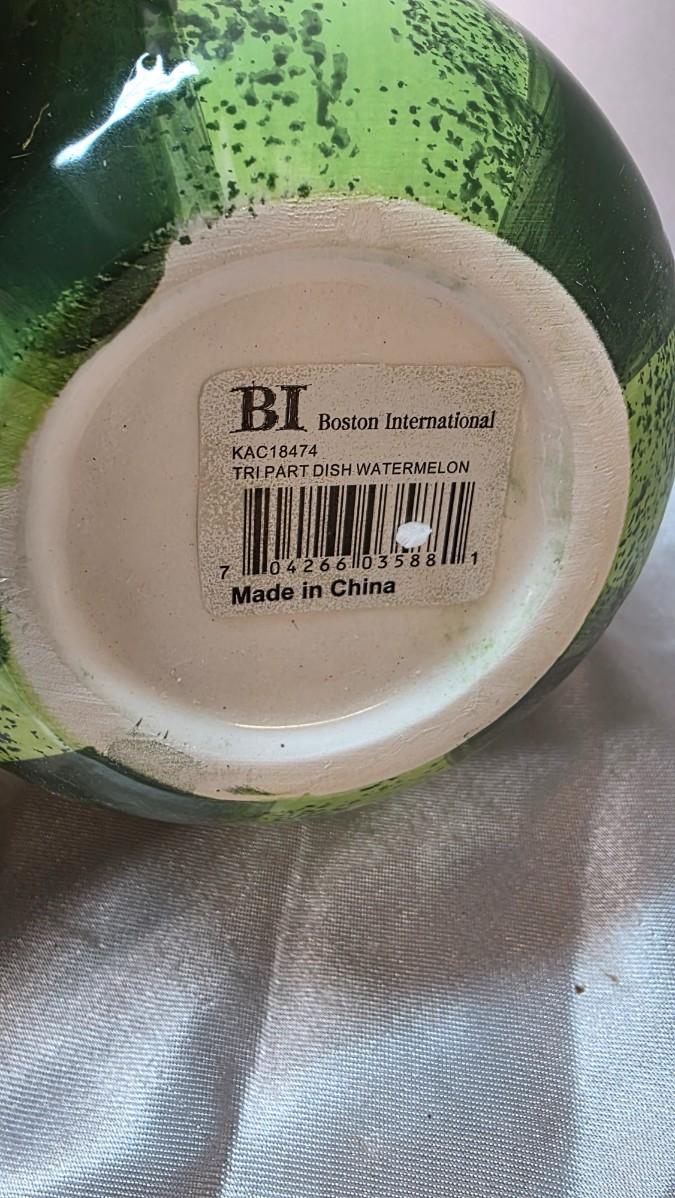 BI Boston International
KAC18474
TRI PART DISH WATERMELON
7 04266 03588 1
Made in China